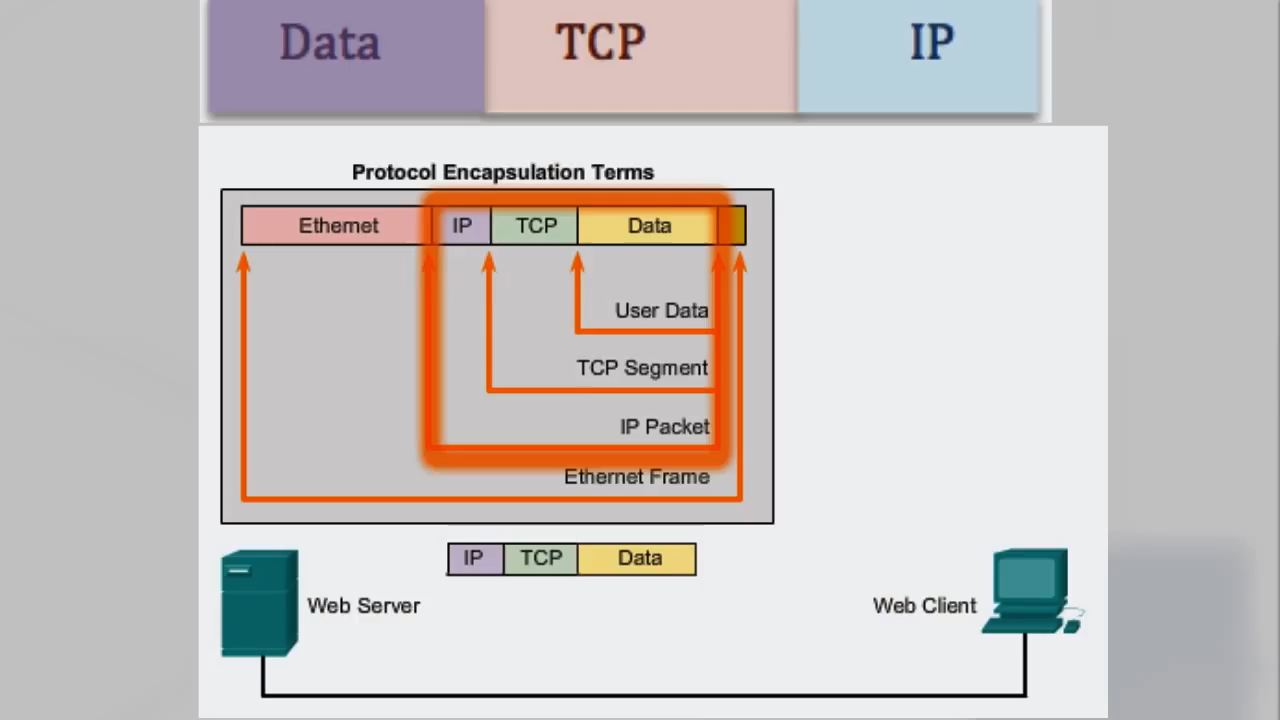 Data TCP IP
Protocol Encapsulation Terms
Ethernet IP TCP Data
User Data
TCP Segment
IP Packet
Ethernet Frame
IP TCP Data
Web Server
Web Client